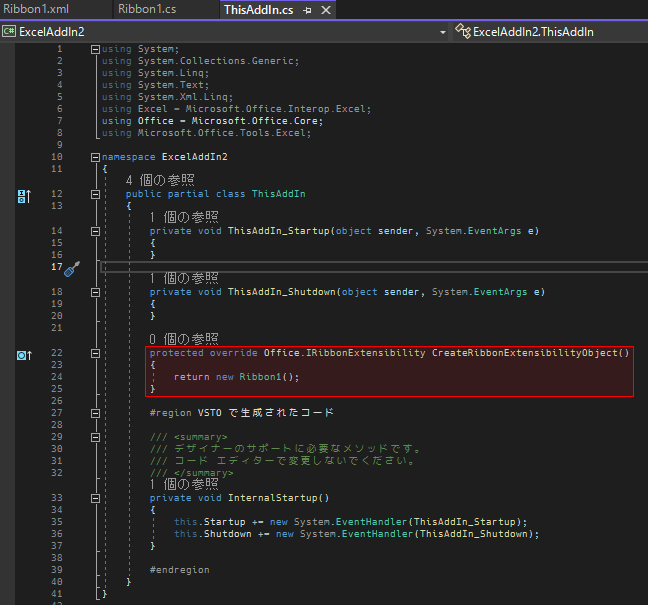 Ribbon1.xml Ribbon1.cs ThisAddIn.cs
C# ExcelAddIn2 ExcelAddIn2.ThisAddIn
1 using System;
2 using System.Collections.Generic;
3 using System.Linq;
4 using System.Text;
5 using System.Xml.Linq;
6 using Excel = Microsoft.Office.Interop.Excel;
7 using Office = Microsoft.Office.Core;
8 using Microsoft.Office.Tools.Excel;
9
10 namespace ExcelAddIn2
11 {
4 個の参照
12 public partial class ThisAddIn
13 {
1 個の参照
14 private void ThisAddIn_Startup(object sender, System.EventArgs e)
15 {
16 }
17
1 個の参照
18 private void ThisAddIn_Shutdown(object sender, System.EventArgs e)
19 {
20 }
21
0 個の参照
22 protected override Office.IRibbonExtensibility CreateRibbonExtensibilityObject()
23 {
24 return new Ribbon1();
25 }
26
27 #region VSTO で生成されたコード
28
29 /// <summary>
30 /// デザイナーのサポートに必要なメソッドです。
31 /// コード エディターで変更しないでください。
32 /// </summary>
1 個の参照
33 private void InternalStartup()
34 {
35 this.Startup += new System.EventHandler(ThisAddIn_Startup);
36 this.Shutdown += new System.EventHandler(ThisAddIn_Shutdown);
37 }
38
39 #endregion
40 }
41 }